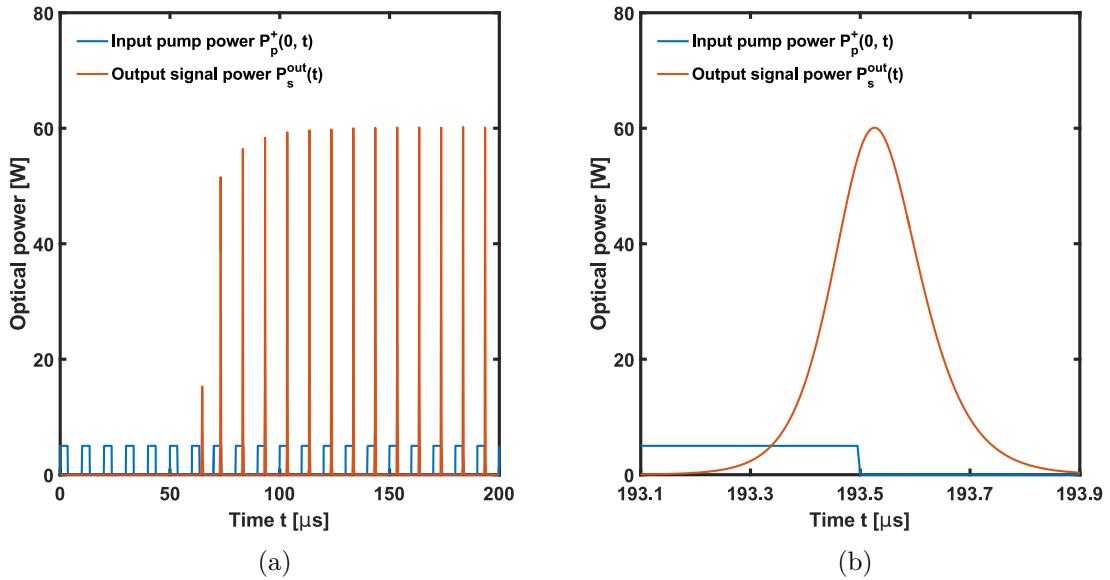 80
60
40
20
0
Optical power [W]
Input pump power P_p^+(0, t)
Output signal power P_s^out(t)
0 50 100 150 200
Time t [μs]
(a)
80
60
40
20
0
Optical power [W]
Input pump power P_p^+(0, t)
Output signal power P_s^out(t)
193.1 193.3 193.5 193.7 193.9
Time t [μs]
(b)